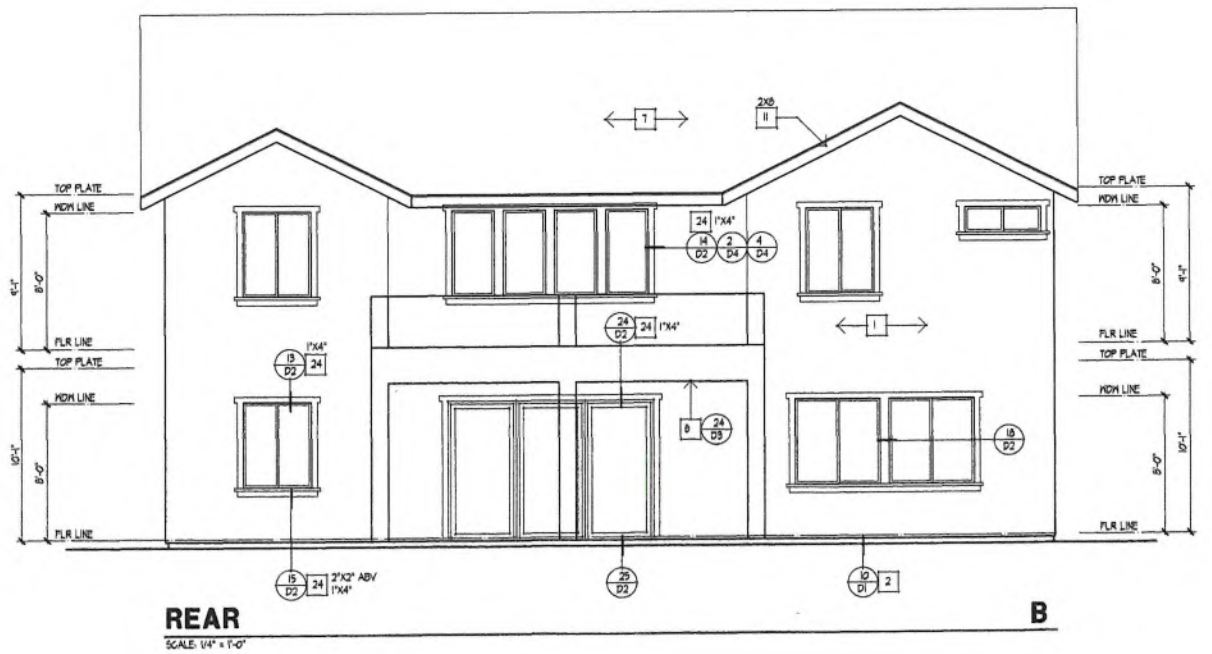 7
2X8
11
TOP PLATE
WDW LINE
9'-1"
8'-0"
FLR LINE
TOP PLATE
WDW LINE
10'-1"
8'-0"
FLR LINE
24 1"X4"
14
D2
2
D4
4
D4
24
D2
24 1"X4"
1
1"X4"
13
D2
24
8
24
D3
18
D2
TOP PLATE
WDW LINE
8'-0"
9'-1"
FLR LINE
TOP PLATE
WDW LINE
8'-0"
10'-1"
FLR LINE
15
D2
24
2"X2" ABV
1"X4"
25
D2
10
D1
2
REAR
B
SCALE: 1/4" = 1'-0"